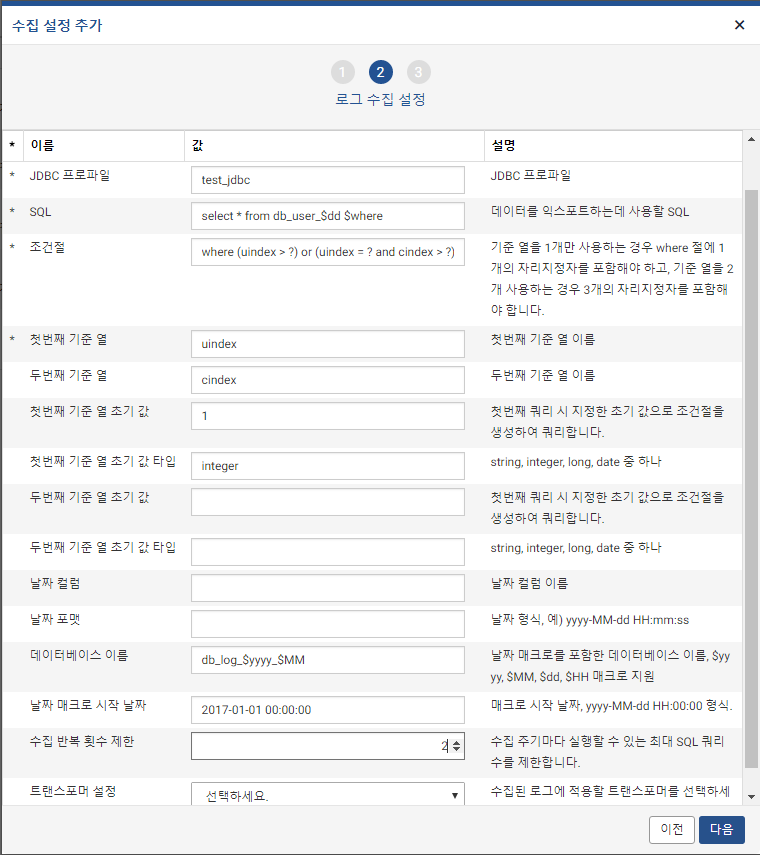 수집 설정 추가 ×
1 2 3
로그 수집 설정
* 이름 값 설명
* JDBC 프로파일 test_jdbc JDBC 프로파일
* SQL select * from db_user_$dd $where 데이터를 익스포트하는데 사용할 SQL
* 조건절 where (uindex > ?) or (uindex = ? and cindex > ?) 기준 열을 1개만 사용하는 경우 where 절에 1
개의 자리지정자를 포함해야 하고, 기준 열을 2
개 사용하는 경우 3개의 자리지정자를 포함해
야 합니다.
* 첫번째 기준 열 uindex 첫번째 기준 열 이름
두번째 기준 열 cindex 두번째 기준 열 이름
첫번째 기준 열 초기 값 1 첫번째 쿼리 시 지정한 초기 값으로 조건절을
생성하여 쿼리합니다.
첫번째 기준 열 초기 값 타입 integer string, integer, long, date 중 하나
두번째 기준 열 초기 값 첫번째 쿼리 시 지정한 초기 값으로 조건절을
생성하여 쿼리합니다.
두번째 기준 열 초기 값 타입 string, integer, long, date 중 하나
날짜 컬럼 날짜 컬럼 이름
날짜 포맷 날짜 형식, 예) yyyy-MM-dd HH:mm:ss
데이터베이스 이름 db_log_$yyyy_$MM 날짜 매크로를 포함한 데이터베이스 이름, $yy
yy, $MM, $dd, $HH 매크로 지원
날짜 매크로 시작 날짜 2017-01-01 00:00:00 매크로 시작 날짜, yyyy-MM-dd HH:00:00 형식.
수집 반복 횟수 제한 2 수집 주기마다 실행할 수 있는 최대 SQL 쿼리
수를 제한합니다.
트랜스포머 설정 선택하세요. 수집된 로그에 적용할 트랜스포머를 선택하세
이전 다음